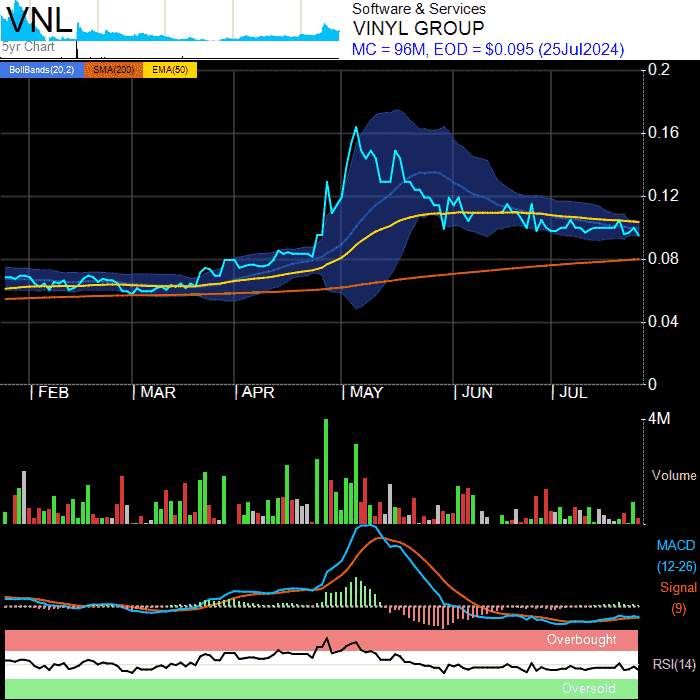 VNL
5yr Chart
Software & Services
VINYL GROUP
MC = 96M, EOD = $0.095 (25Jul2024)
BollBands(20,2) SMA(200) EMA(50)
0.2
0.16
0.12
0.08
0.04
0
FEB MAR APR MAY JUN JUL
4M
Volume
MACD
(12-26)
Signal
(9)
Overbought
RSI(14)
Oversold